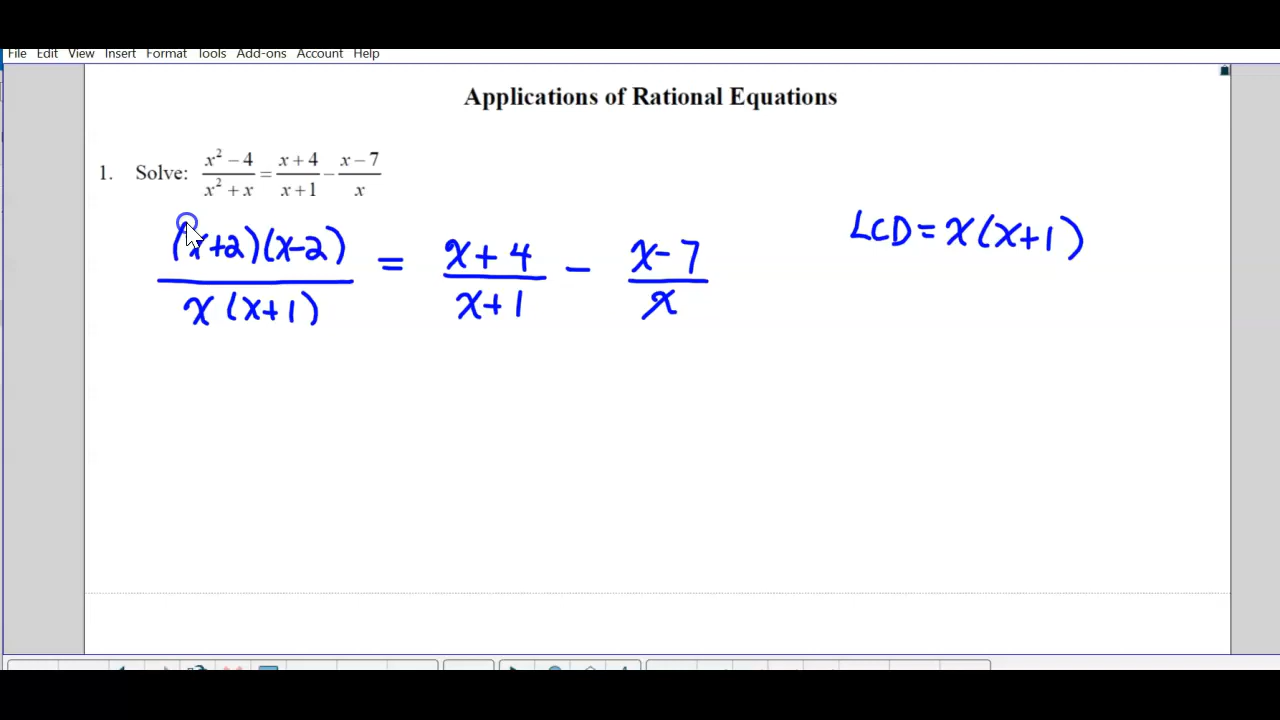 File Edit View Insert Format Tools Add-ons Account Help
Applications of Rational Equations
1. Solve: (x² − 4)/(x² + x) = (x + 4)/(x + 1) − (x − 7)/x
LCD = x(x+1)
((x+2)(x−2))/(x(x+1)) = (x+4)/(x+1) − (x−7)/x